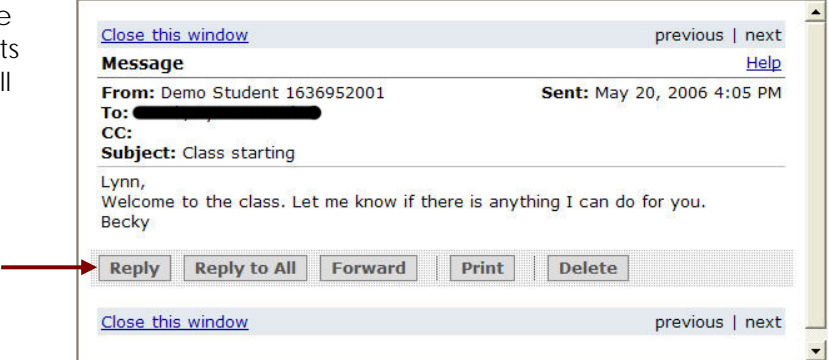 e
ts
ll
Close this window previous | next
Message Help
From: Demo Student 1636952001 Sent: May 20, 2006 4:05 PM
To:
CC:
Subject: Class starting
Lynn,
Welcome to the class. Let me know if there is anything I can do for you.
Becky
Reply Reply to All Forward Print Delete
Close this window previous | next